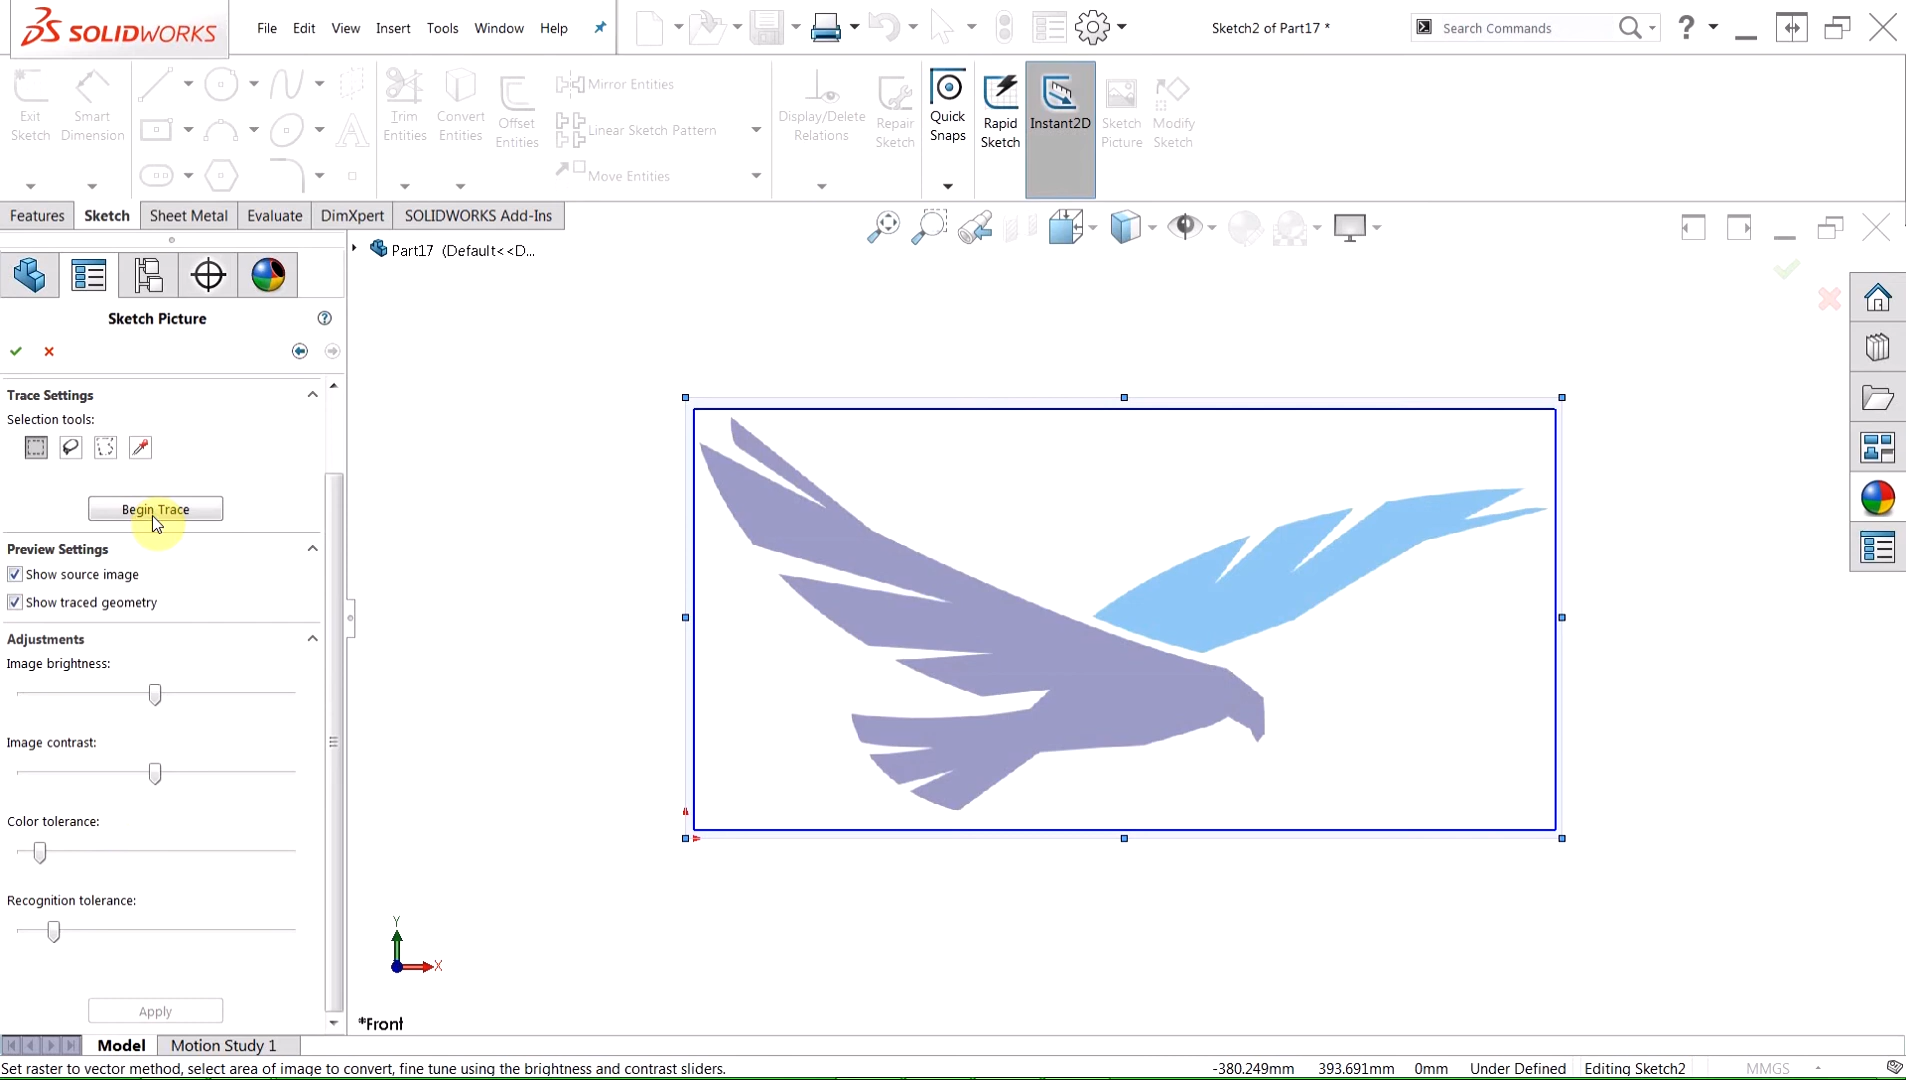 SOLIDWORKS File Edit View Insert Tools Window Help Sketch2 of Part17 * Search Commands ?
Exit Sketch
Smart Dimension
Trim Entities
Convert Entities
Offset Entities
Mirror Entities
Linear Sketch Pattern
Move Entities
Display/Delete Relations
Repair Sketch
Quick Snaps
Rapid Sketch
Instant2D
Sketch Picture
Modify Sketch
Features Sketch Sheet Metal Evaluate DimXpert SOLIDWORKS Add-Ins
Part17 (Default<<D...
Sketch Picture
Trace Settings
Selection tools:
Begin Trace
Preview Settings
Show source image
Show traced geometry
Adjustments
Image brightness:
Image contrast:
Color tolerance:
Recognition tolerance:
Apply
Y
X
*Front
Model Motion Study 1
Set raster to vector method, select area of image to convert, fine tune using the brightness and contrast sliders. -380.249mm 393.691mm 0mm Under Defined Editing Sketch2 MMGS